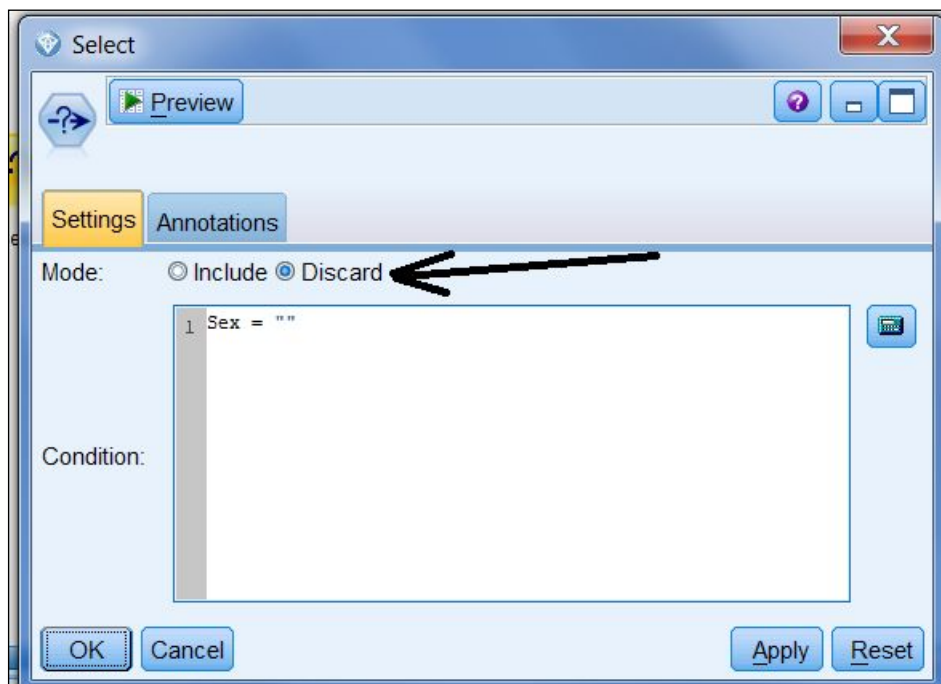 Select
X
Preview
?
-?➤
Settings Annotations
Mode: Include Discard
1 Sex = ""
Condition:
OK Cancel Apply Reset